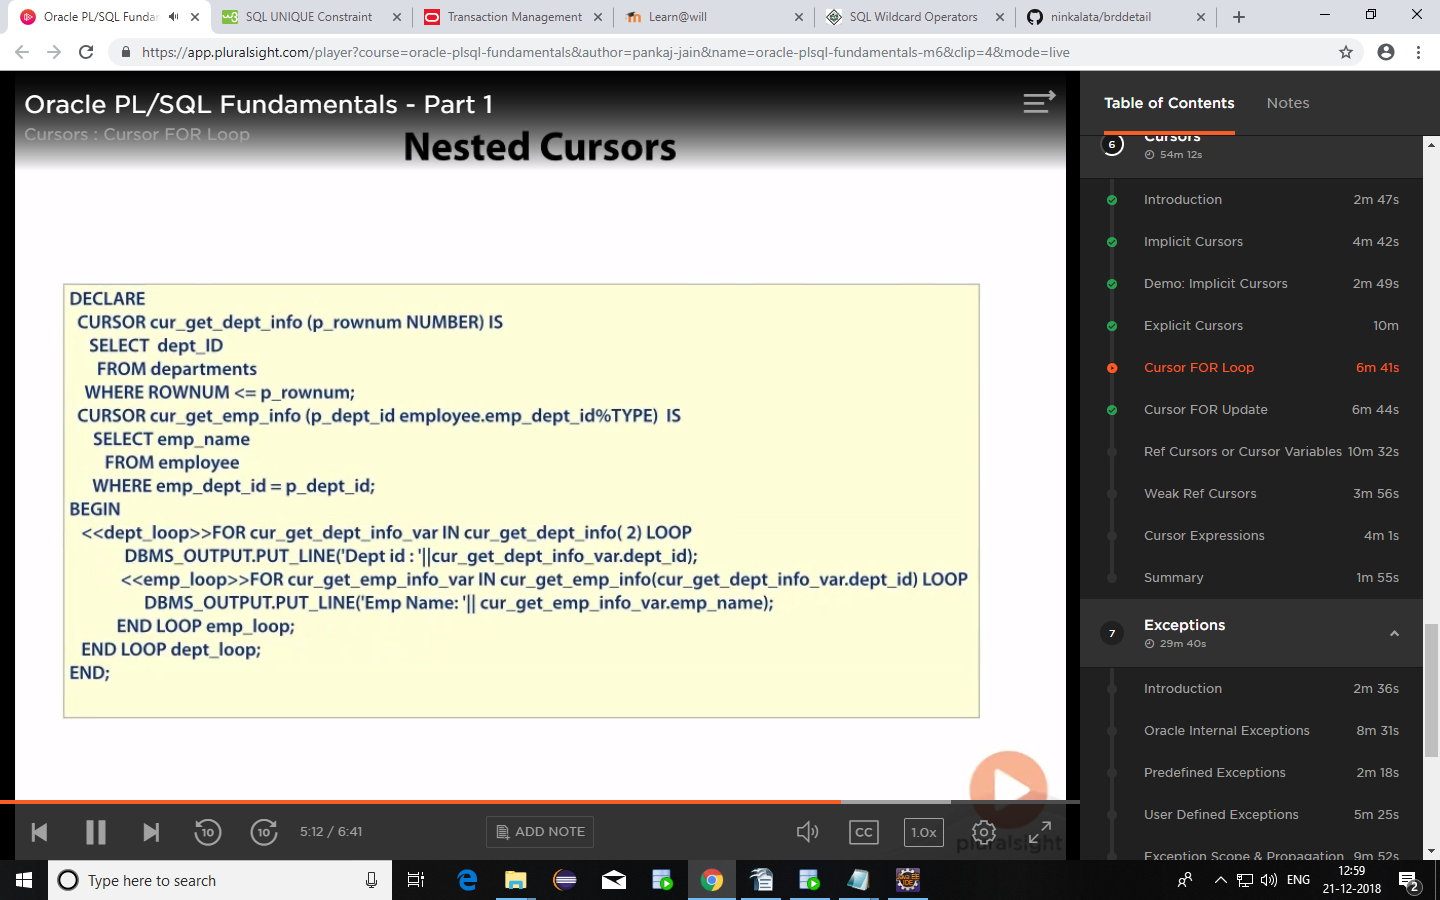 Oracle PL/SQL Fundar
SQL UNIQUE Constraint
Transaction Management
Learn@will
SQL Wildcard Operators
ninkalata/brddetail
https://app.pluralsight.com/player?course=oracle-plsql-fundamentals&author=pankaj-jain&name=oracle-plsql-fundamentals-m6&clip=4&mode=live
Oracle PL/SQL Fundamentals - Part 1
Cursors : Cursor FOR Loop
Nested Cursors
DECLARE
CURSOR cur_get_dept_info (p_rownum NUMBER) IS
SELECT dept_ID
FROM departments
WHERE ROWNUM <= p_rownum;
CURSOR cur_get_emp_info (p_dept_id employee.emp_dept_id%TYPE) IS
SELECT emp_name
FROM employee
WHERE emp_dept_id = p_dept_id;
BEGIN
<<dept_loop>>FOR cur_get_dept_info_var IN cur_get_dept_info( 2) LOOP
DBMS_OUTPUT.PUT_LINE('Dept id : '||cur_get_dept_info_var.dept_id);
<<emp_loop>>FOR cur_get_emp_info_var IN cur_get_emp_info(cur_get_dept_info_var.dept_id) LOOP
DBMS_OUTPUT.PUT_LINE('Emp Name: '|| cur_get_emp_info_var.emp_name);
END LOOP emp_loop;
END LOOP dept_loop;
END;
pluralsight
10
10
5:12 / 6:41
ADD NOTE
CC
1.0x
Table of Contents
Notes
6
Cursors
54m 12s
Introduction 2m 47s
Implicit Cursors 4m 42s
Demo: Implicit Cursors 2m 49s
Explicit Cursors 10m
Cursor FOR Loop 6m 41s
Cursor FOR Update 6m 44s
Ref Cursors or Cursor Variables 10m 32s
Weak Ref Cursors 3m 56s
Cursor Expressions 4m 1s
Summary 1m 55s
7
Exceptions
29m 40s
Introduction 2m 36s
Oracle Internal Exceptions 8m 31s
Predefined Exceptions 2m 18s
User Defined Exceptions 5m 25s
Exception Scope & Propagation 9m 52s
Type here to search
ENG
12:59
21-12-2018
2